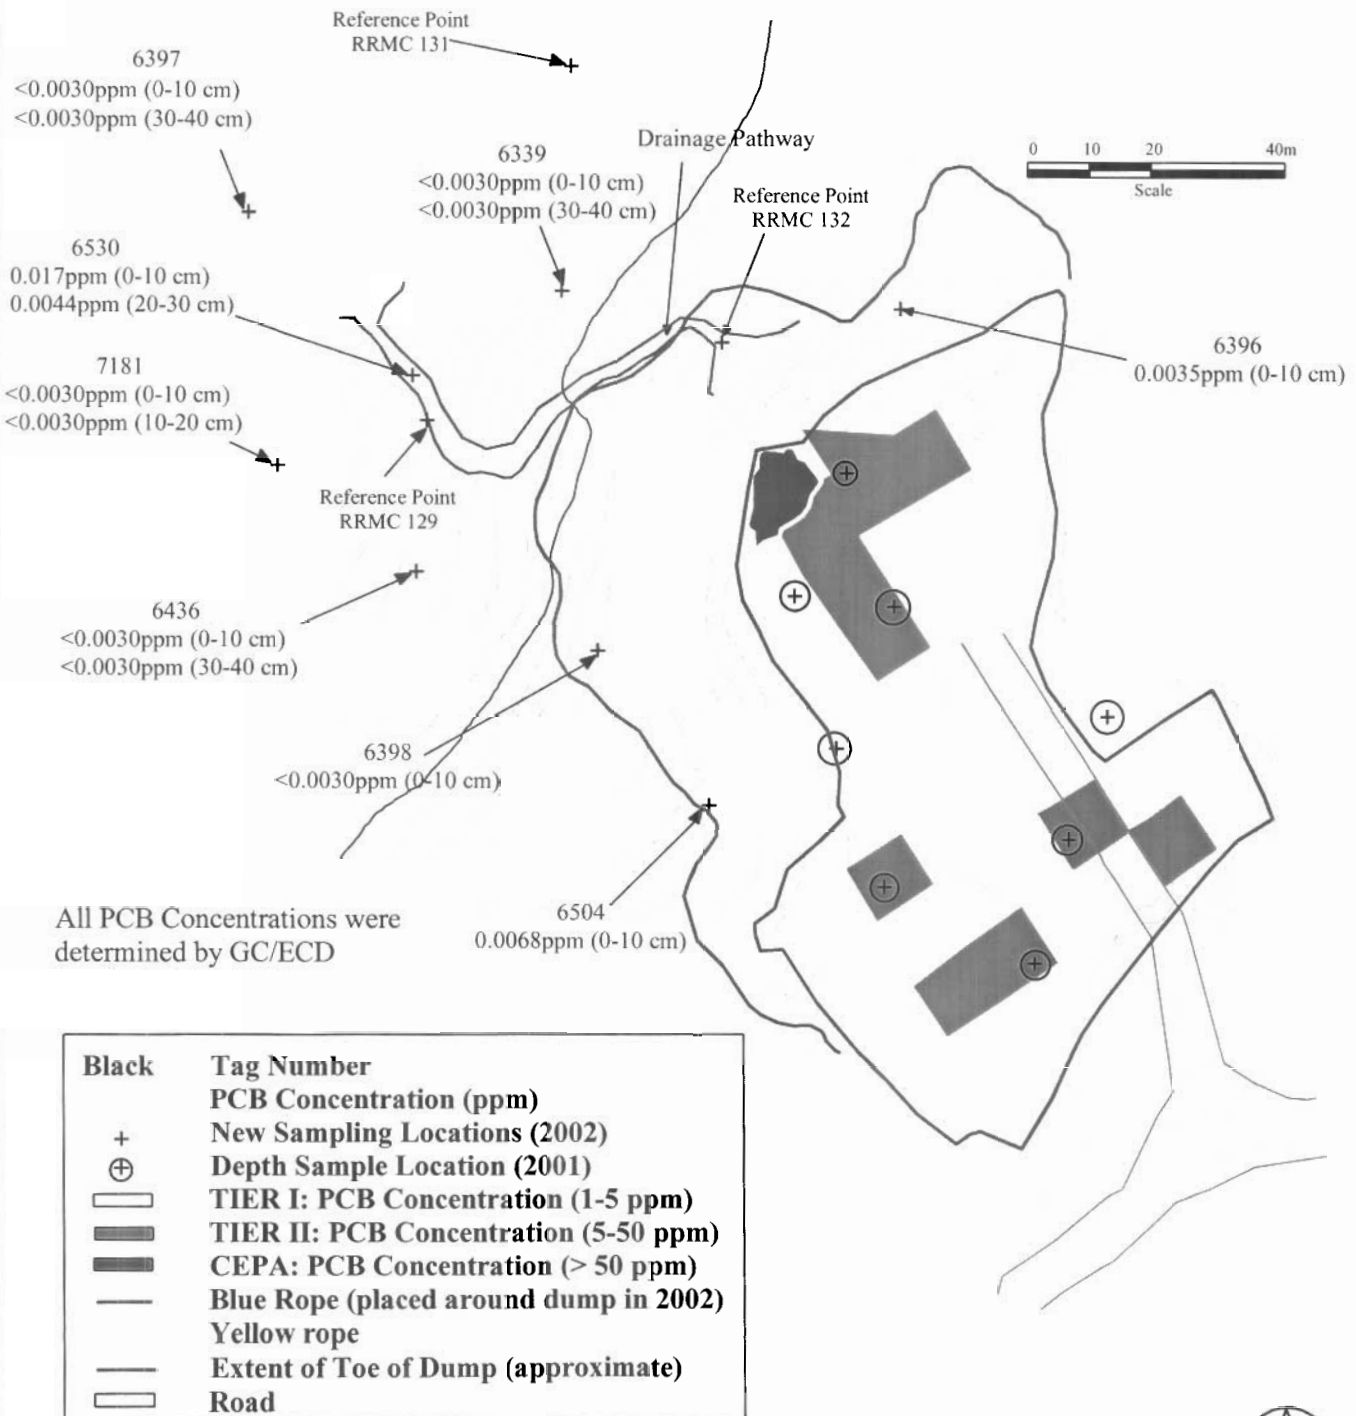 Reference Point
RRMC 131
6397
<0.0030ppm (0-10 cm)
<0.0030ppm (30-40 cm)
Drainage Pathway
0 10 20 40m
Scale
6339
<0.0030ppm (0-10 cm)
<0.0030ppm (30-40 cm)
Reference Point
RRMC 132
6530
0.017ppm (0-10 cm)
0.0044ppm (20-30 cm)
6396
0.0035ppm (0-10 cm)
7181
<0.0030ppm (0-10 cm)
<0.0030ppm (10-20 cm)
Reference Point
RRMC 129
6436
<0.0030ppm (0-10 cm)
<0.0030ppm (30-40 cm)
6398
<0.0030ppm (0-10 cm)
6504
0.0068ppm (0-10 cm)
All PCB Concentrations were
determined by GC/ECD
Black Tag Number
PCB Concentration (ppm)
New Sampling Locations (2002)
Depth Sample Location (2001)
TIER I: PCB Concentration (1-5 ppm)
TIER II: PCB Concentration (5-50 ppm)
CEPA: PCB Concentration (> 50 ppm)
Blue Rope (placed around dump in 2002)
Yellow rope
Extent of Toe of Dump (approximate)
Road